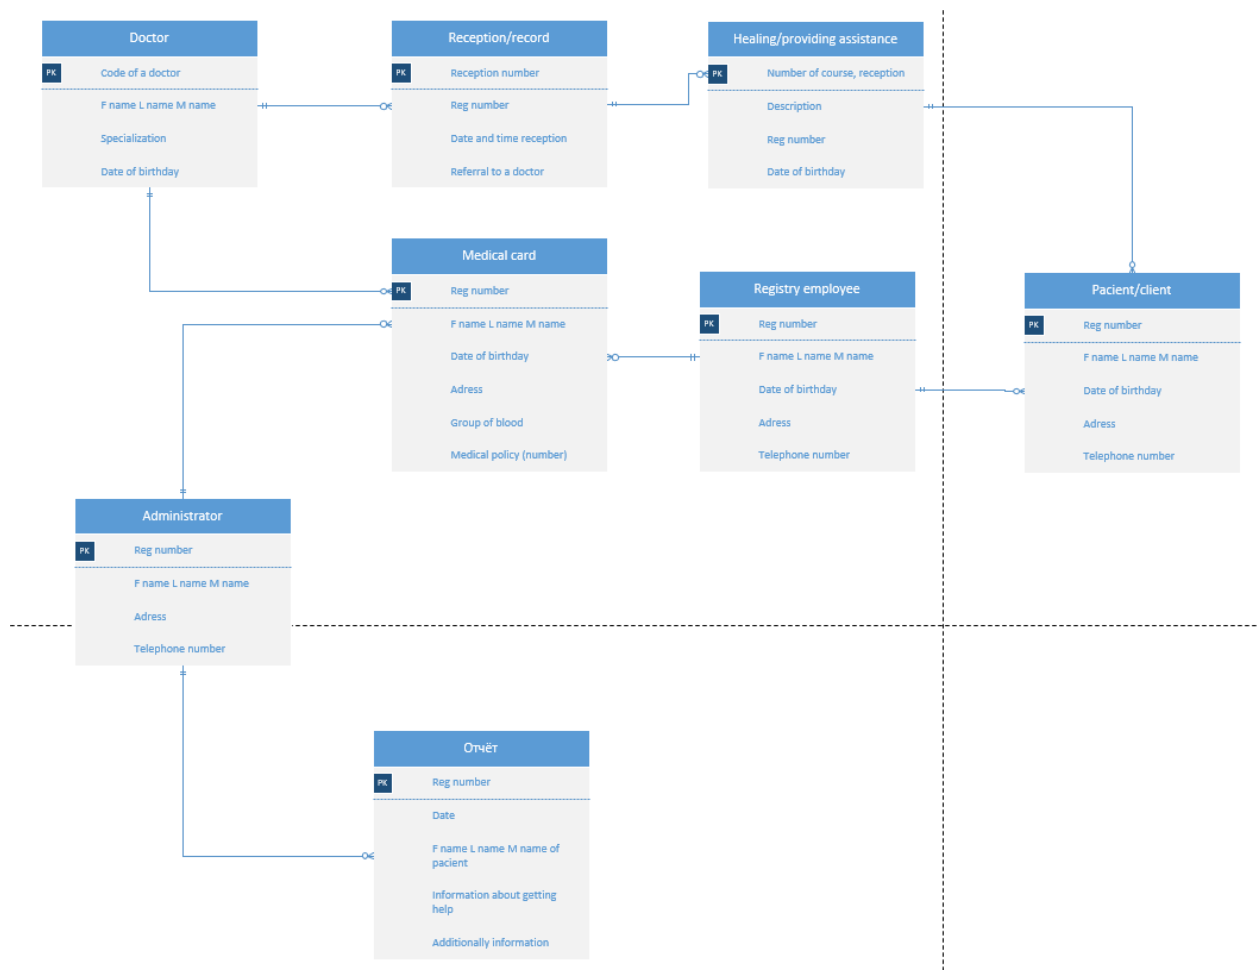 Doctor
PK
Code of a doctor
F name L name M name
Specialization
Date of birthday
Reception/record
PK
Reception number
Reg number
Date and time reception
Referral to a doctor
Healing/providing assistance
PK
Number of course, reception
Description
Reg number
Date of birthday
Medical card
PK
Reg number
F name L name M name
Date of birthday
Adress
Group of blood
Medical policy (number)
Registry employee
PK
Reg number
F name L name M name
Date of birthday
Adress
Telephone number
Pacient/client
PK
Reg number
F name L name M name
Date of birthday
Adress
Telephone number
Administrator
PK
Reg number
F name L name M name
Adress
Telephone number
Отчёт
PK
Reg number
Date
F name L name M name of
pacient
Information about getting
help
Additionally information